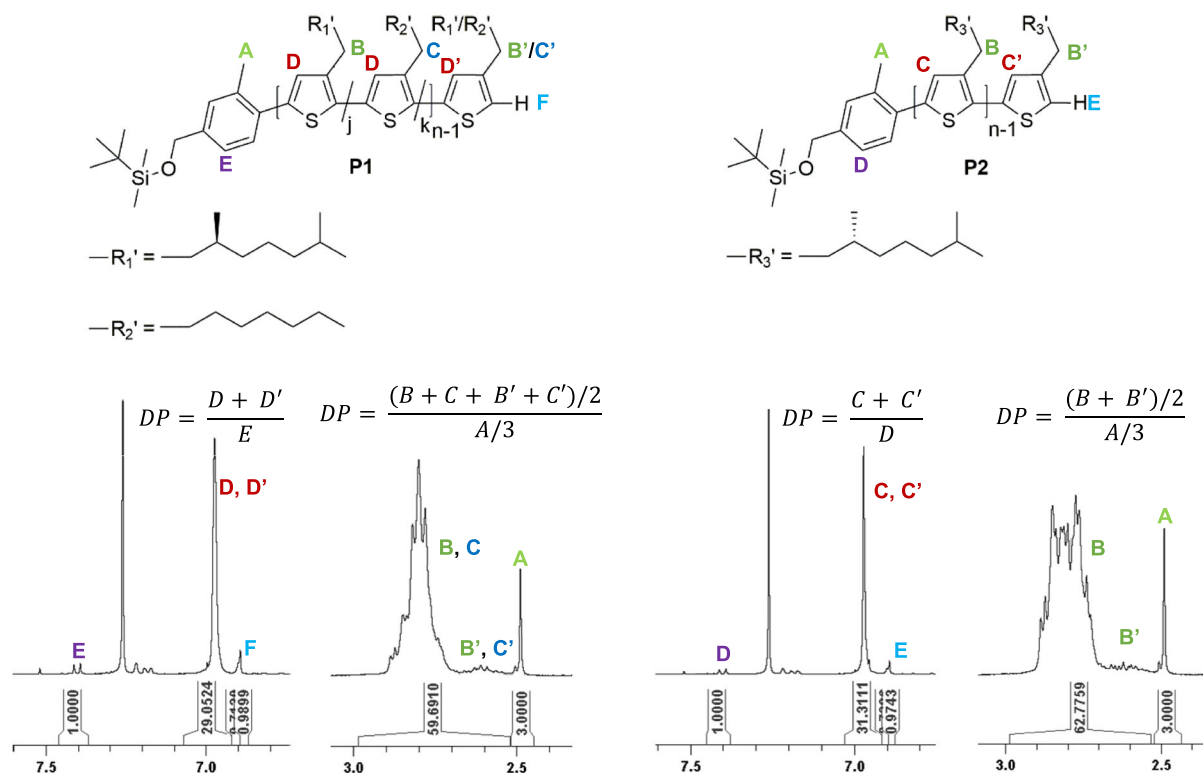 R₁' R₂' R₁'/R₂'
A D B D C D' B'/C'
S S S H F
j k n-1
E
Si O P1
—R₁' =
—R₂' =
R₃' R₃'
A C B C' B'
S S H E
n-1
D
Si O P2
—R₃' =
DP = (D + D')/E
DP = ((B + C + B' + C')/2)/(A/3)
D, D'
B, C
A
E
F
B', C'
1.0000
29.0524
0.9899
59.6910
3.0000
7.5 7.0 3.0 2.5
DP = (C + C')/D
DP = ((B + B')/2)/(A/3)
C, C'
B
A
D
E
B'
1.0000
31.3111
0.9743
62.7759
3.0000
7.5 7.0 3.0 2.5